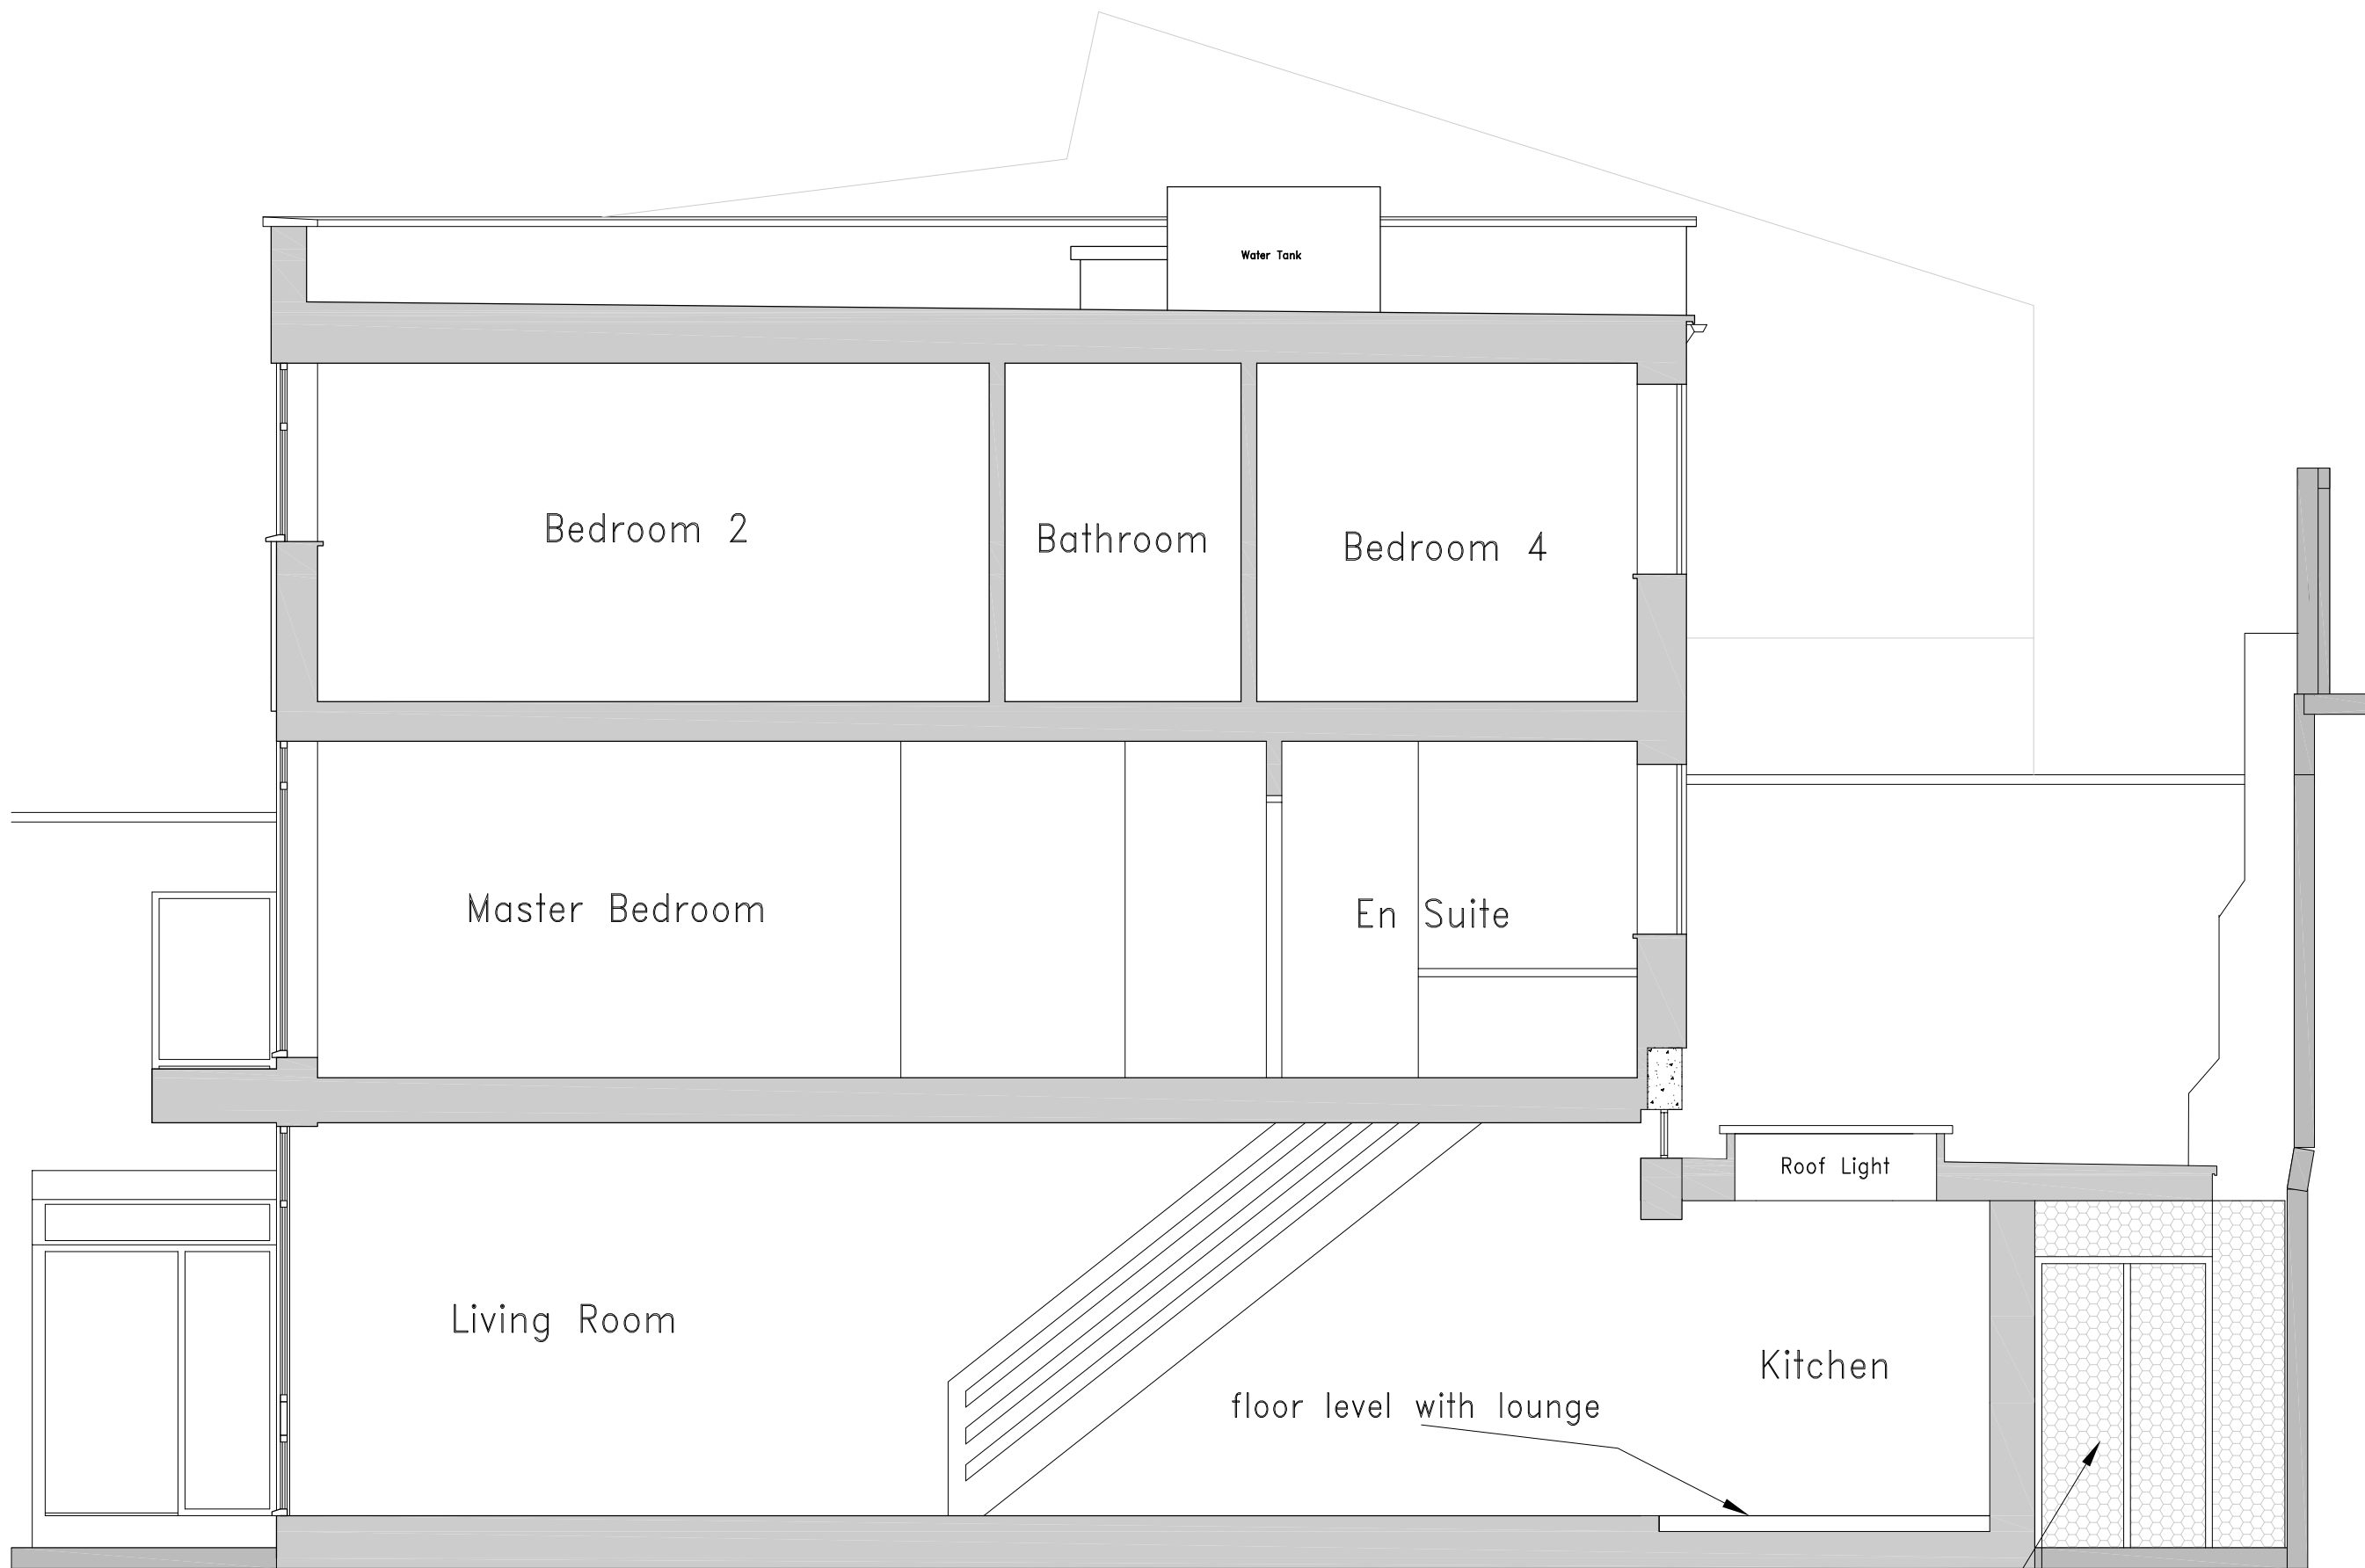 Water Tank
Bedroom 2
Bathroom
Bedroom 4
Master Bedroom
En Suite
Roof Light
Living Room
Kitchen
floor level with lounge